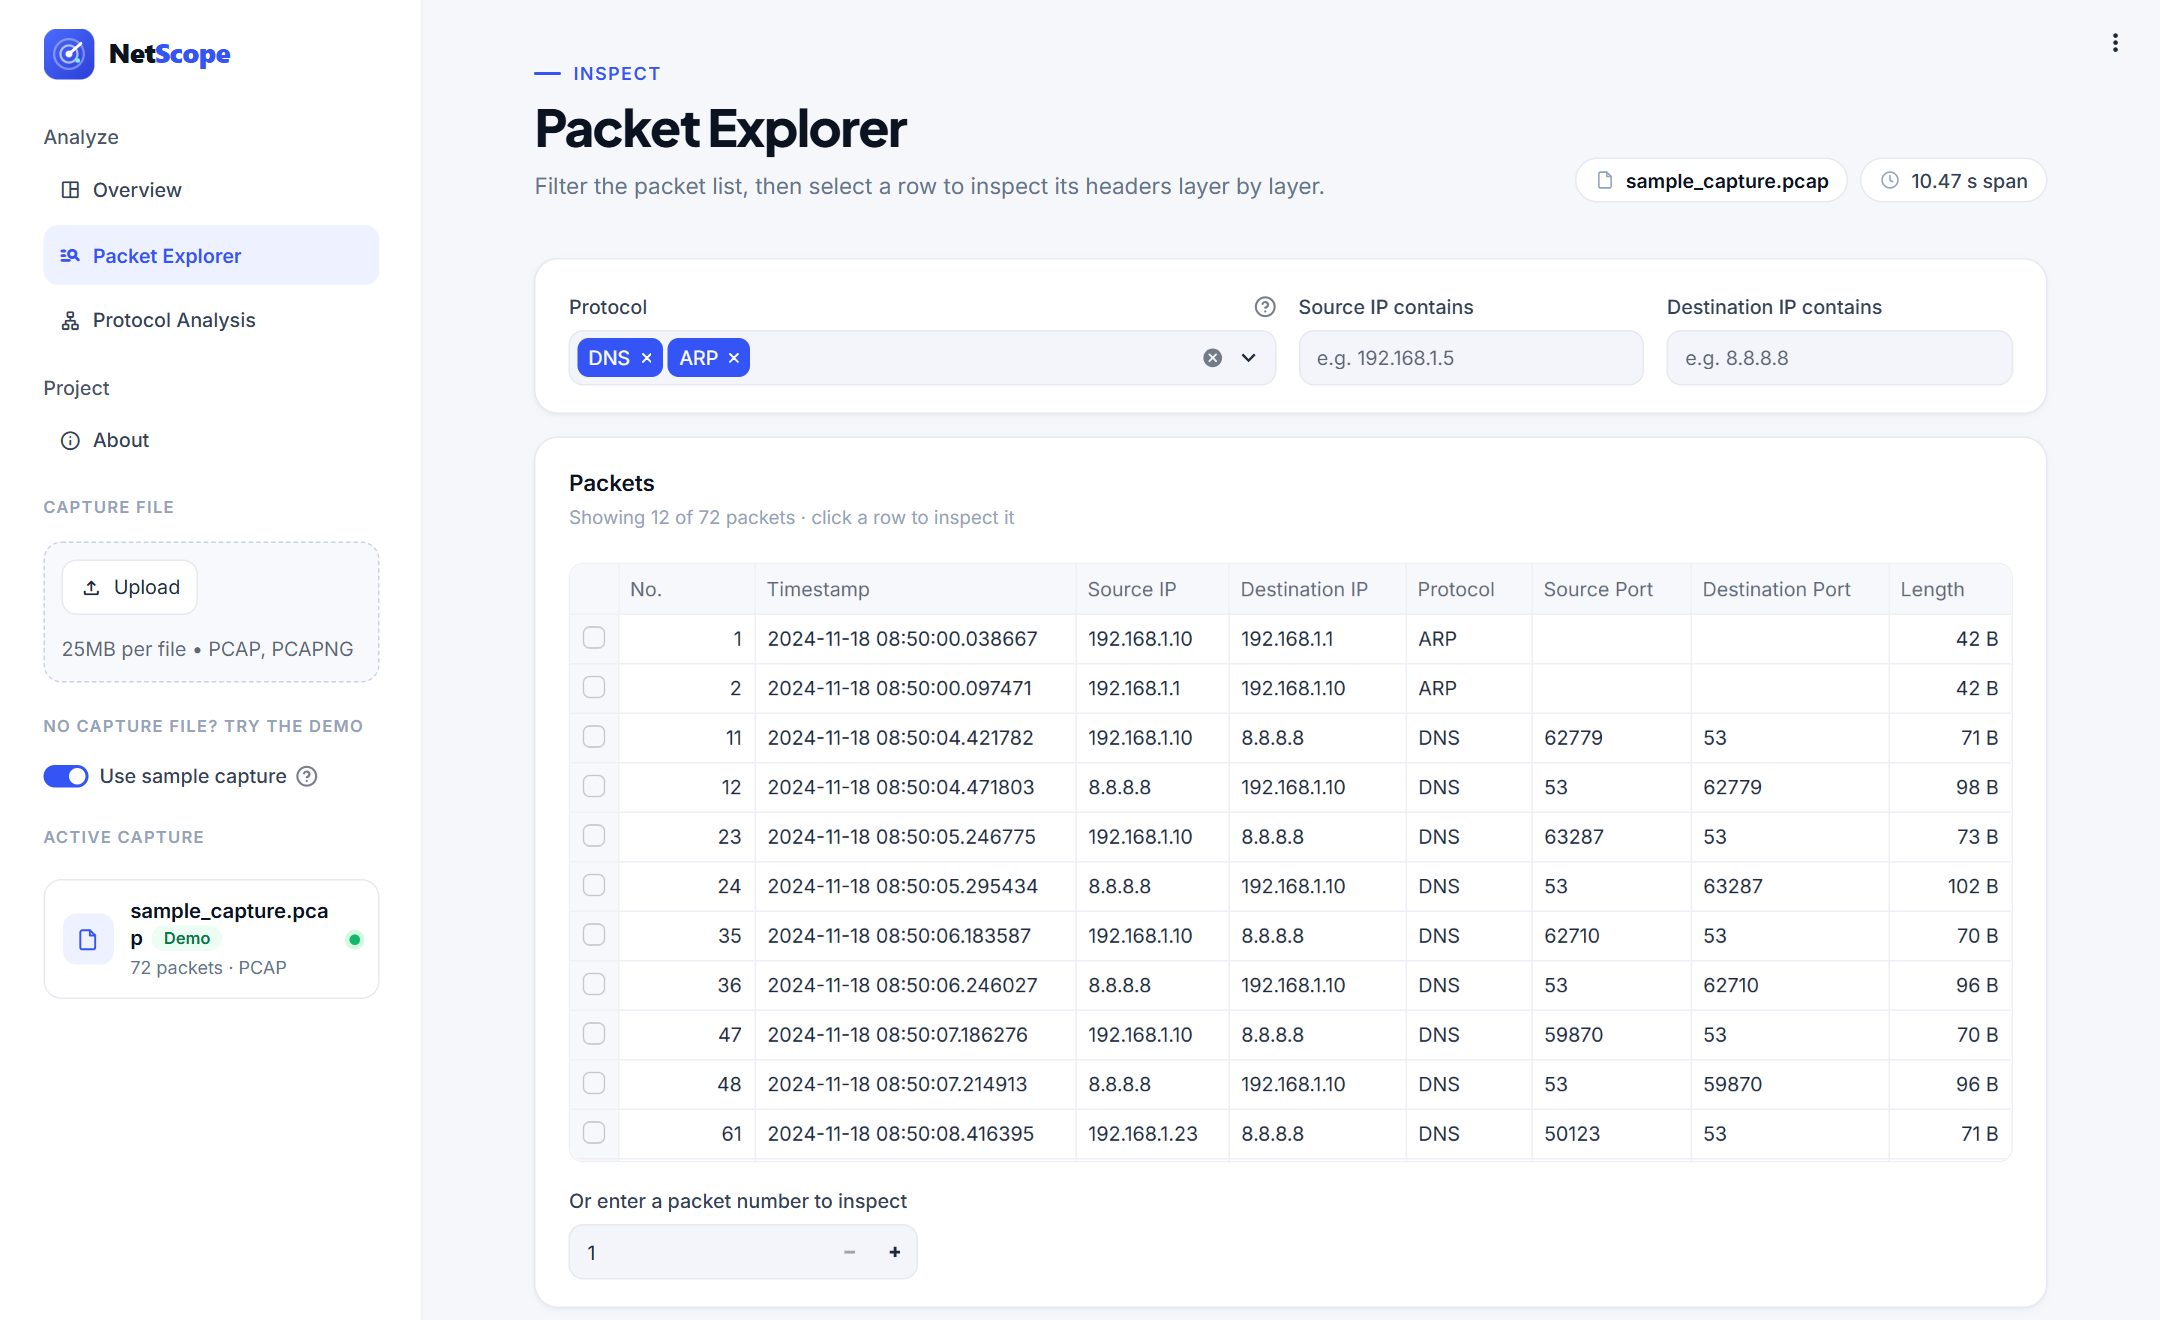 NetScope
Analyze
Overview
Packet Explorer
Protocol Analysis
Project
About
CAPTURE FILE
Upload
25MB per file • PCAP, PCAPNG
NO CAPTURE FILE? TRY THE DEMO
Use sample capture
ACTIVE CAPTURE
sample_capture.pca
p Demo
72 packets · PCAP
INSPECT
Packet Explorer
Filter the packet list, then select a row to inspect its headers layer by layer.
sample_capture.pcap 10.47 s span
Protocol Source IP contains Destination IP contains
DNS × ARP × e.g. 192.168.1.5 e.g. 8.8.8.8
Packets
Showing 12 of 72 packets · click a row to inspect it
No. Timestamp Source IP Destination IP Protocol Source Port Destination Port Length
1 2024-11-18 08:50:00.038667 192.168.1.10 192.168.1.1 ARP 42 B
2 2024-11-18 08:50:00.097471 192.168.1.1 192.168.1.10 ARP 42 B
11 2024-11-18 08:50:04.421782 192.168.1.10 8.8.8.8 DNS 62779 53 71 B
12 2024-11-18 08:50:04.471803 8.8.8.8 192.168.1.10 DNS 53 62779 98 B
23 2024-11-18 08:50:05.246775 192.168.1.10 8.8.8.8 DNS 63287 53 73 B
24 2024-11-18 08:50:05.295434 8.8.8.8 192.168.1.10 DNS 53 63287 102 B
35 2024-11-18 08:50:06.183587 192.168.1.10 8.8.8.8 DNS 62710 53 70 B
36 2024-11-18 08:50:06.246027 8.8.8.8 192.168.1.10 DNS 53 62710 96 B
47 2024-11-18 08:50:07.186276 192.168.1.10 8.8.8.8 DNS 59870 53 70 B
48 2024-11-18 08:50:07.214913 8.8.8.8 192.168.1.10 DNS 53 59870 96 B
61 2024-11-18 08:50:08.416395 192.168.1.23 8.8.8.8 DNS 50123 53 71 B
Or enter a packet number to inspect
1 − +